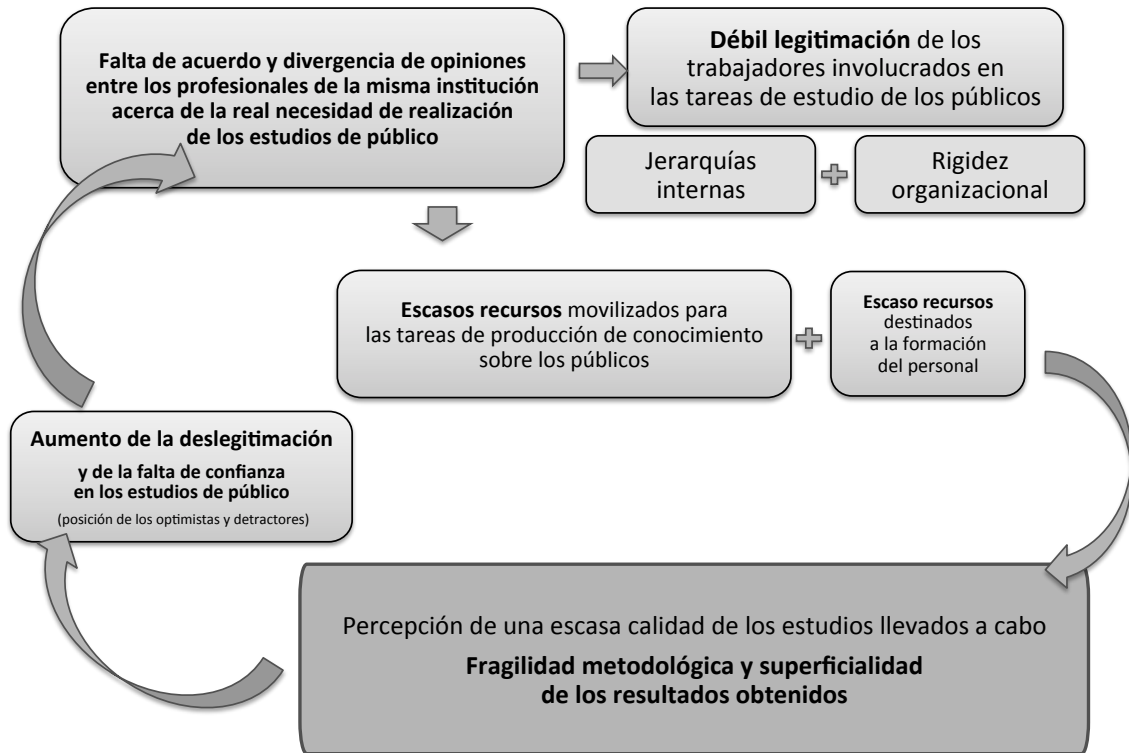 Falta de acuerdo y divergencia de opiniones
entre los profesionales de la misma institución
acerca de la real necesidad de realización
de los estudios de público
Débil legitimación de los
trabajadores involucrados en
las tareas de estudio de los públicos
Jerarquías
internas
Rigidez
organizacional
Escasos recursos movilizados para
las tareas de producción de conocimiento
sobre los públicos
Escaso recursos
destinados
a la formación
del personal
Aumento de la deslegitimación
y de la falta de confianza
en los estudios de público
(posición de los optimistas y detractores)
Percepción de una escasa calidad de los estudios llevados a cabo
Fragilidad metodológica y superficialidad
de los resultados obtenidos